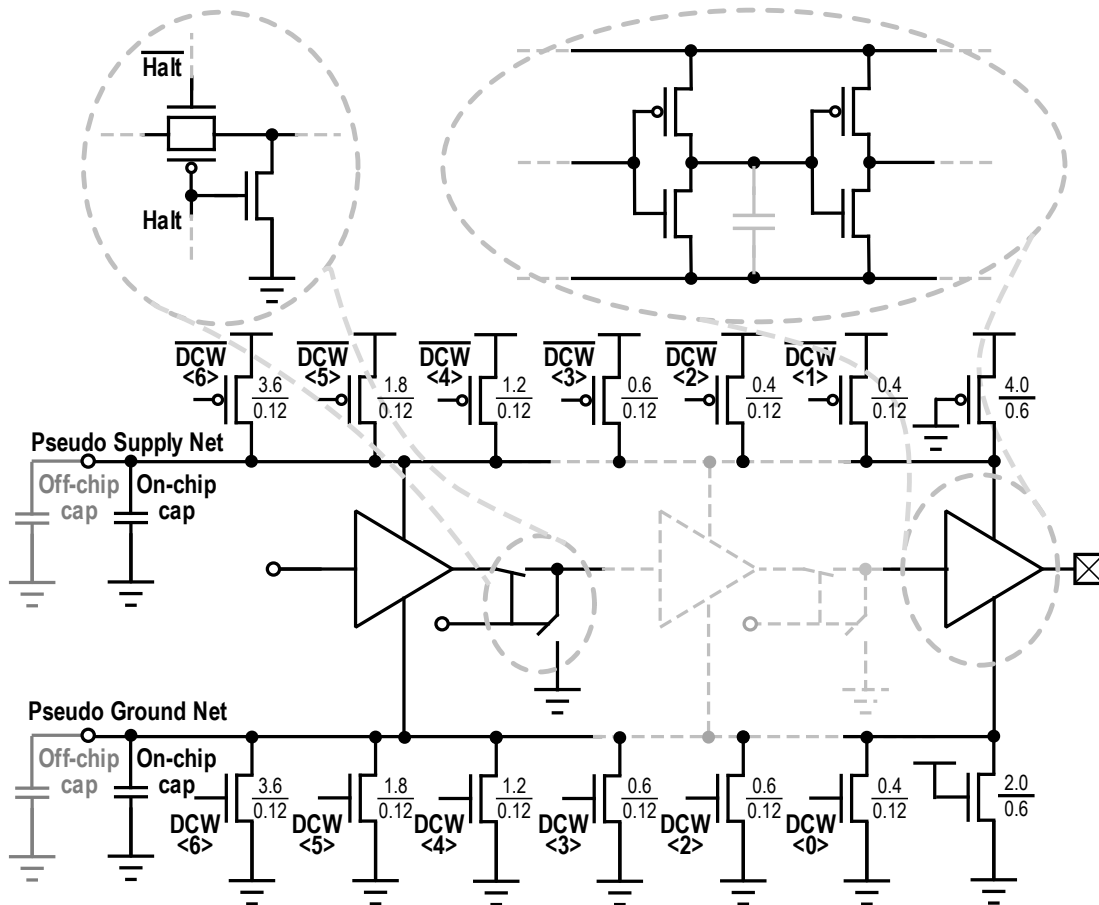 Halt
Halt
DCW
<6>
3.6
0.12
DCW
<5>
1.8
0.12
DCW
<4>
1.2
0.12
DCW
<3>
0.6
0.12
DCW
<2>
0.4
0.12
DCW
<1>
0.4
0.12
4.0
0.6
Pseudo Supply Net
Off-chip
cap
On-chip
cap
Pseudo Ground Net
Off-chip
cap
On-chip
cap
DCW
<6>
3.6
0.12
DCW
<5>
1.8
0.12
DCW
<4>
1.2
0.12
DCW
<3>
0.6
0.12
DCW
<2>
0.6
0.12
DCW
<0>
0.4
0.12
2.0
0.6